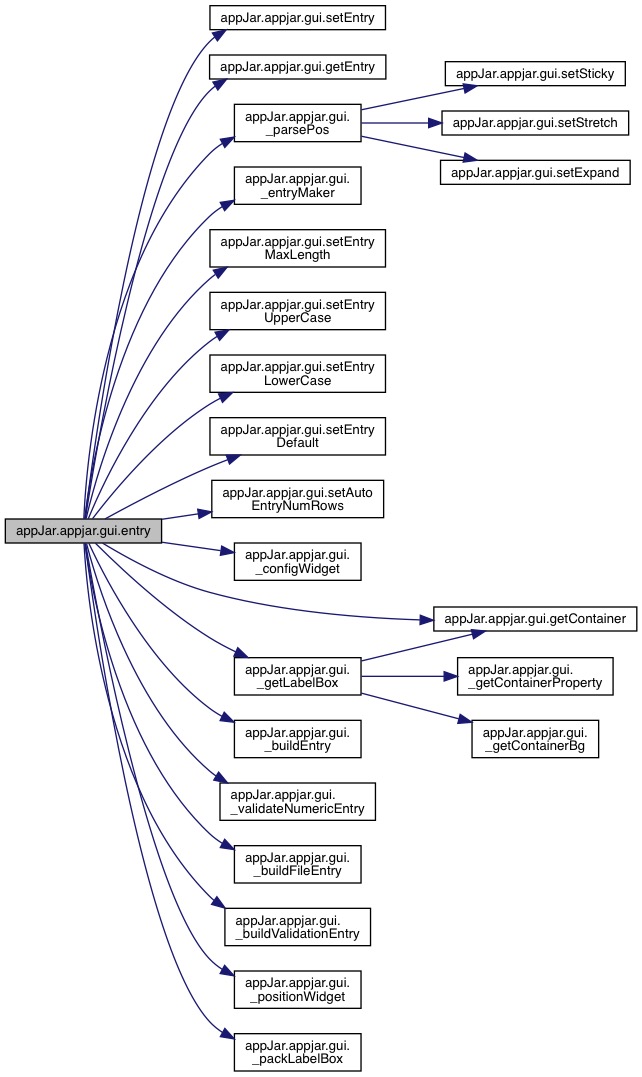 appJar.appjar.gui.setEntry
appJar.appjar.gui.getEntry
appJar.appjar.gui.
_parsePos
appJar.appjar.gui.setSticky
appJar.appjar.gui.setStretch
appJar.appjar.gui.setExpand
appJar.appjar.gui.
_entryMaker
appJar.appjar.gui.setEntry
MaxLength
appJar.appjar.gui.setEntry
UpperCase
appJar.appjar.gui.setEntry
LowerCase
appJar.appjar.gui.setEntry
Default
appJar.appjar.gui.setAuto
EntryNumRows
appJar.appjar.gui.entry
appJar.appjar.gui.
_configWidget
appJar.appjar.gui.getContainer
appJar.appjar.gui.
_getLabelBox
appJar.appjar.gui.
_getContainerProperty
appJar.appjar.gui.
_getContainerBg
appJar.appjar.gui.
_buildEntry
appJar.appjar.gui.
_validateNumericEntry
appJar.appjar.gui.
_buildFileEntry
appJar.appjar.gui.
_buildValidationEntry
appJar.appjar.gui.
_positionWidget
appJar.appjar.gui.
_packLabelBox